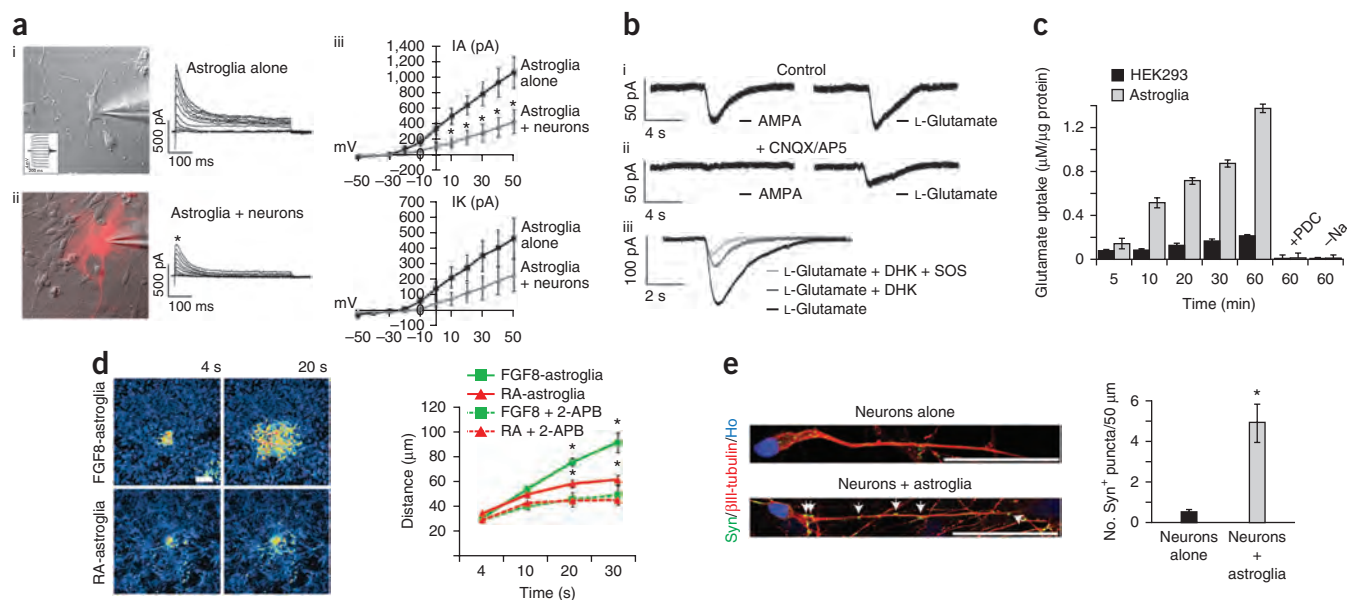 a
i
Astroglia alone
500 pA
100 ms
ii
Astroglia + neurons
*
500 pA
100 ms
iii
IA (pA)
1,400
1,200
1,000
800
600
400
200
0
–200
mV
–50 –30 –10 10 30 50
Astroglia
alone
Astroglia
+ neurons
* * * * *
IK (pA)
700
600
500
400
300
200
100
0
–100
mV
–50 –30 –10 10 30 50
Astroglia
alone
Astroglia
+ neurons
b
i
Control
50 pA
4 s
AMPA
L-Glutamate
ii
+ CNQX/AP5
50 pA
4 s
AMPA
L-Glutamate
iii
100 pA
2 s
L-Glutamate + DHK + SOS
L-Glutamate + DHK
L-Glutamate
c
HEK293
Astroglia
Glutamate uptake (μM/μg protein)
1.2
0.8
0.4
0
+PDC
–Na
5 10 20 30 60 60 60
Time (min)
d
4 s 20 s
FGF8-astroglia
RA-astroglia
FGF8-astroglia
RA-astroglia
FGF8 + 2-APB
RA + 2-APB
Distance (μm)
120
100
80
60
40
20
* *
* *
4 10 20 30
Time (s)
e
Syn/βIII-tubulin/Ho
Neurons alone
Neurons + astroglia
No. Syn+ puncta/50 μm
6
4
2
0
*
Neurons
alone
Neurons
+
astroglia